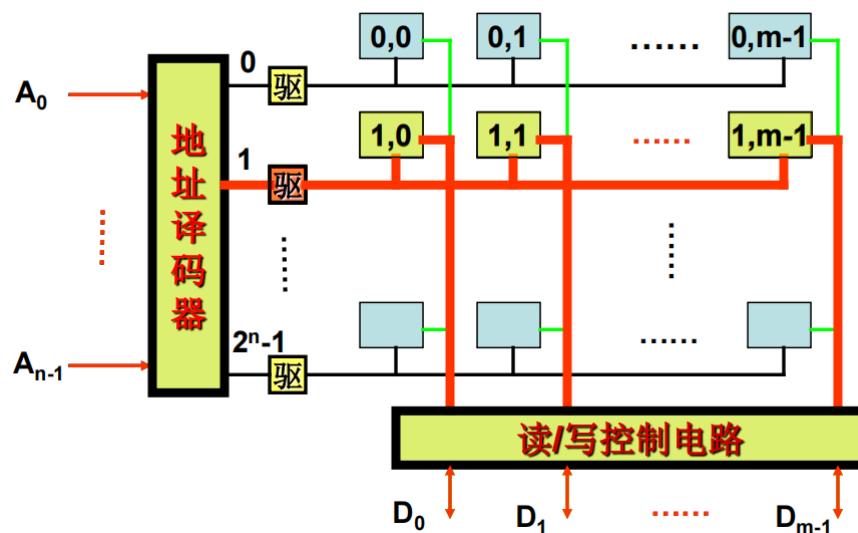 0 驱 0,0 0,1 …… 0,m-1
A₀
1 驱 1,0 1,1 …… 1,m-1
地址译码器
……
……
……
2ⁿ-1 驱 ……
Aₙ₋₁
读/写控制电路
D₀ D₁ …… Dₘ₋₁